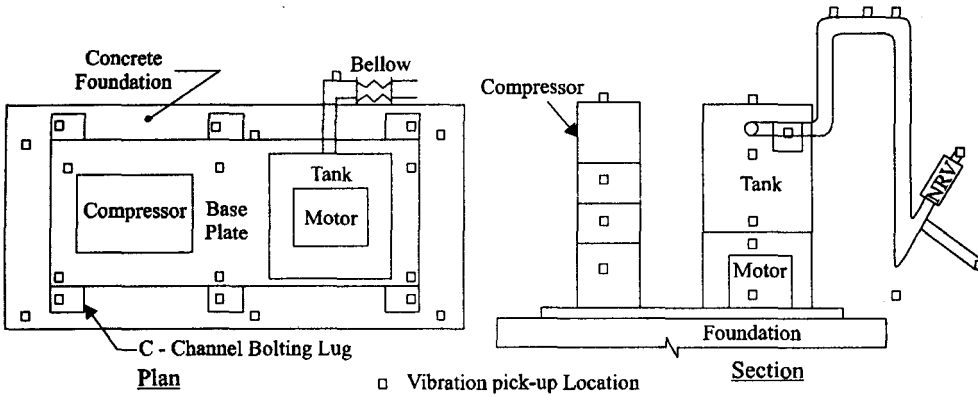 Concrete
Foundation
Bellow
Compressor
Base
Plate
Tank
Motor
C - Channel Bolting Lug
Plan
Compressor
Tank
NRV
Motor
Foundation
Section
Vibration pick-up Location